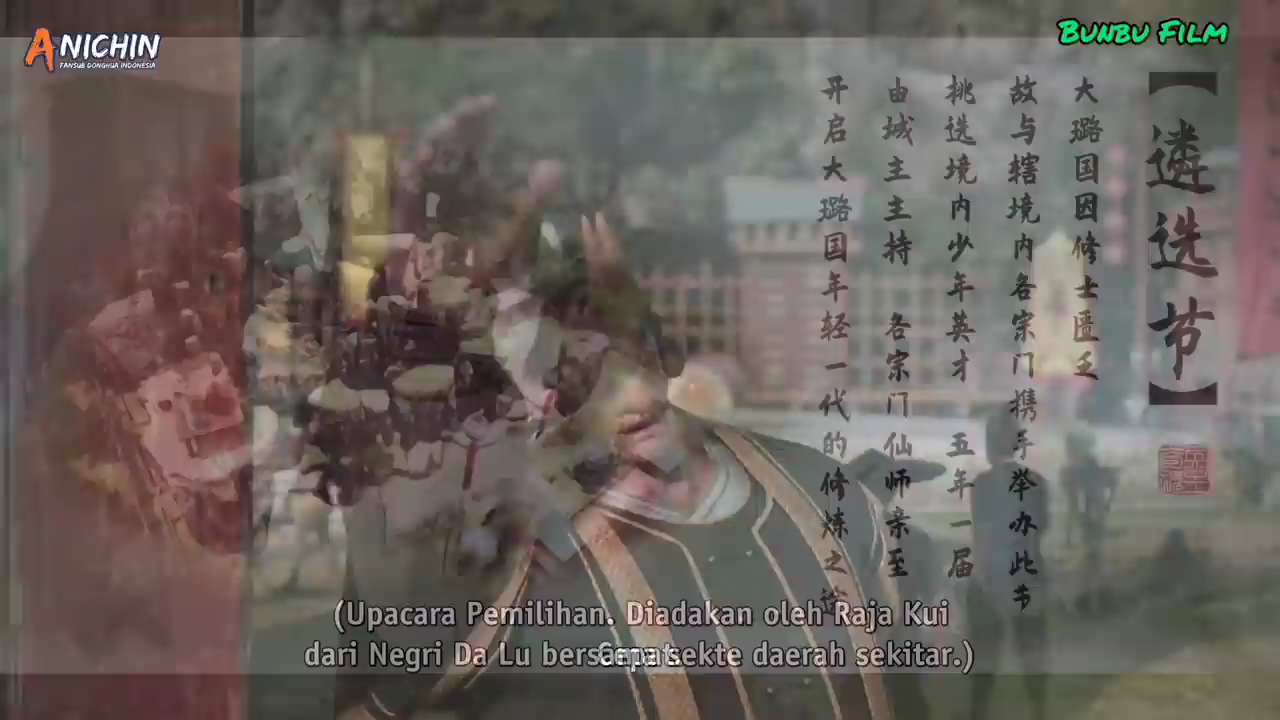 ANICHIN
FANSUB DONGHUA INDONESIA
BUNBU FILM
【遴选节】
大璐国因修士匮乏
故与辖境内各宗门携手举办此节
挑选境内少年英才 五年一届
由城主主持 各宗门仙师亲至
开启大璐国年轻一代的修炼之途
(Upacara Pemilihan. Diadakan oleh Raja Kui
dari Negri Da Lu bersama sekte daerah sekitar.)